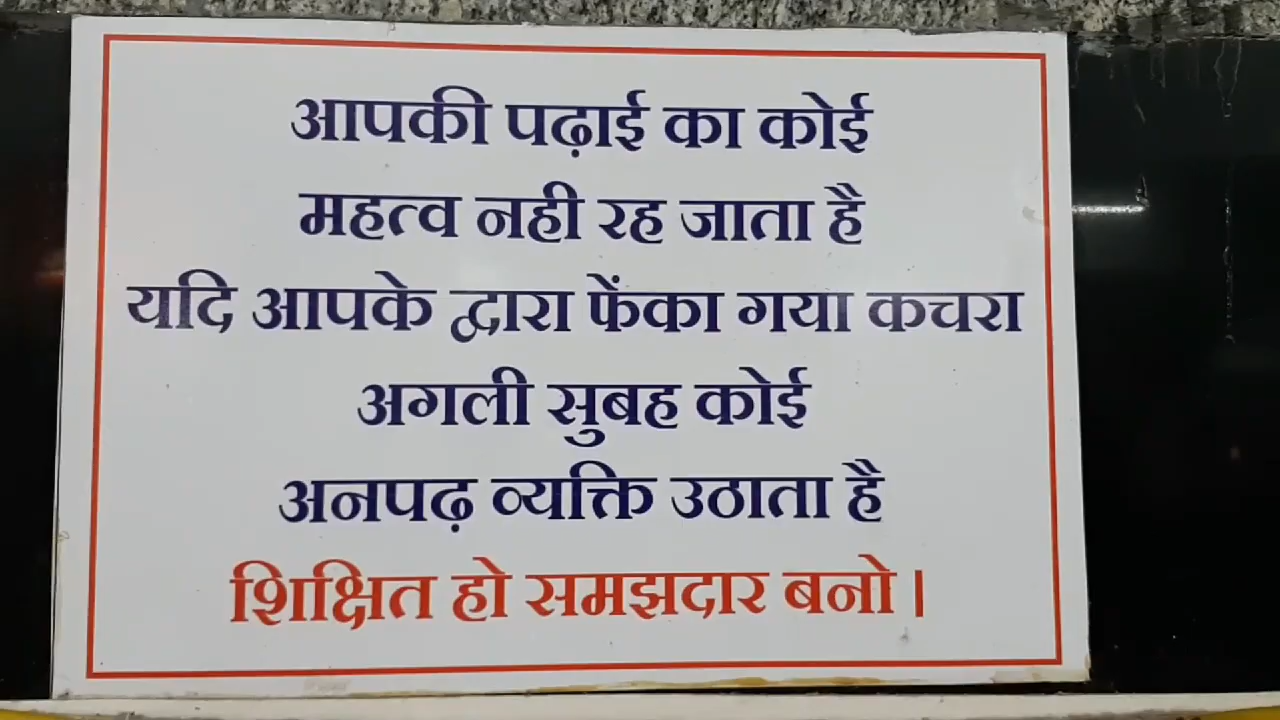 आपकी पढ़ाई का कोई
महत्व नही रह जाता है
यदि आपके द्वारा फेंका गया कचरा
अगली सुबह कोई
अनपढ़ व्यक्ति उठाता है
शिक्षित हो समझदार बनो।